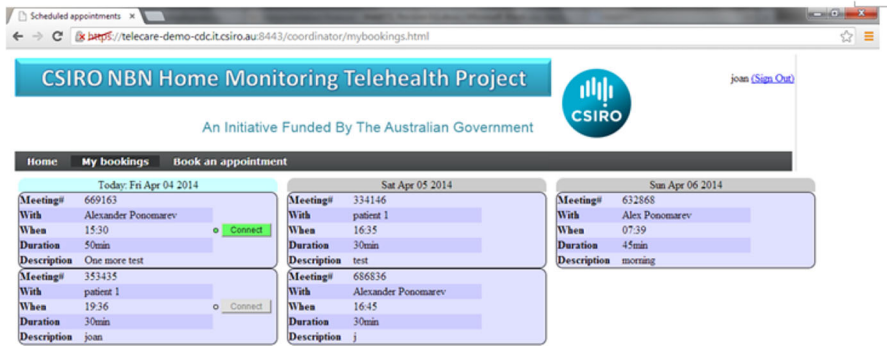 Scheduled appointments ×
https://telecare-demo-cdc.it.csiro.au:8443/coordinator/mybookings.html
CSIRO NBN Home Monitoring Telehealth Project
CSIRO
joan (Sign Out)
An Initiative Funded By The Australian Government
Home My bookings Book an appointment
Today: Fri Apr 04 2014
Meeting# 669163
With Alexander Ponomarev
When 15:30 Connect
Duration 50min
Description One more test
Meeting# 353435
With patient 1
When 19:36 Connect
Duration 30min
Description joan
Sat Apr 05 2014
Meeting# 334146
With patient 1
When 16:35
Duration 30min
Description test
Meeting# 686836
With Alexander Ponomarev
When 16:45
Duration 30min
Description j
Sun Apr 06 2014
Meeting# 632868
With Alex Ponomarev
When 07:39
Duration 45min
Description morning